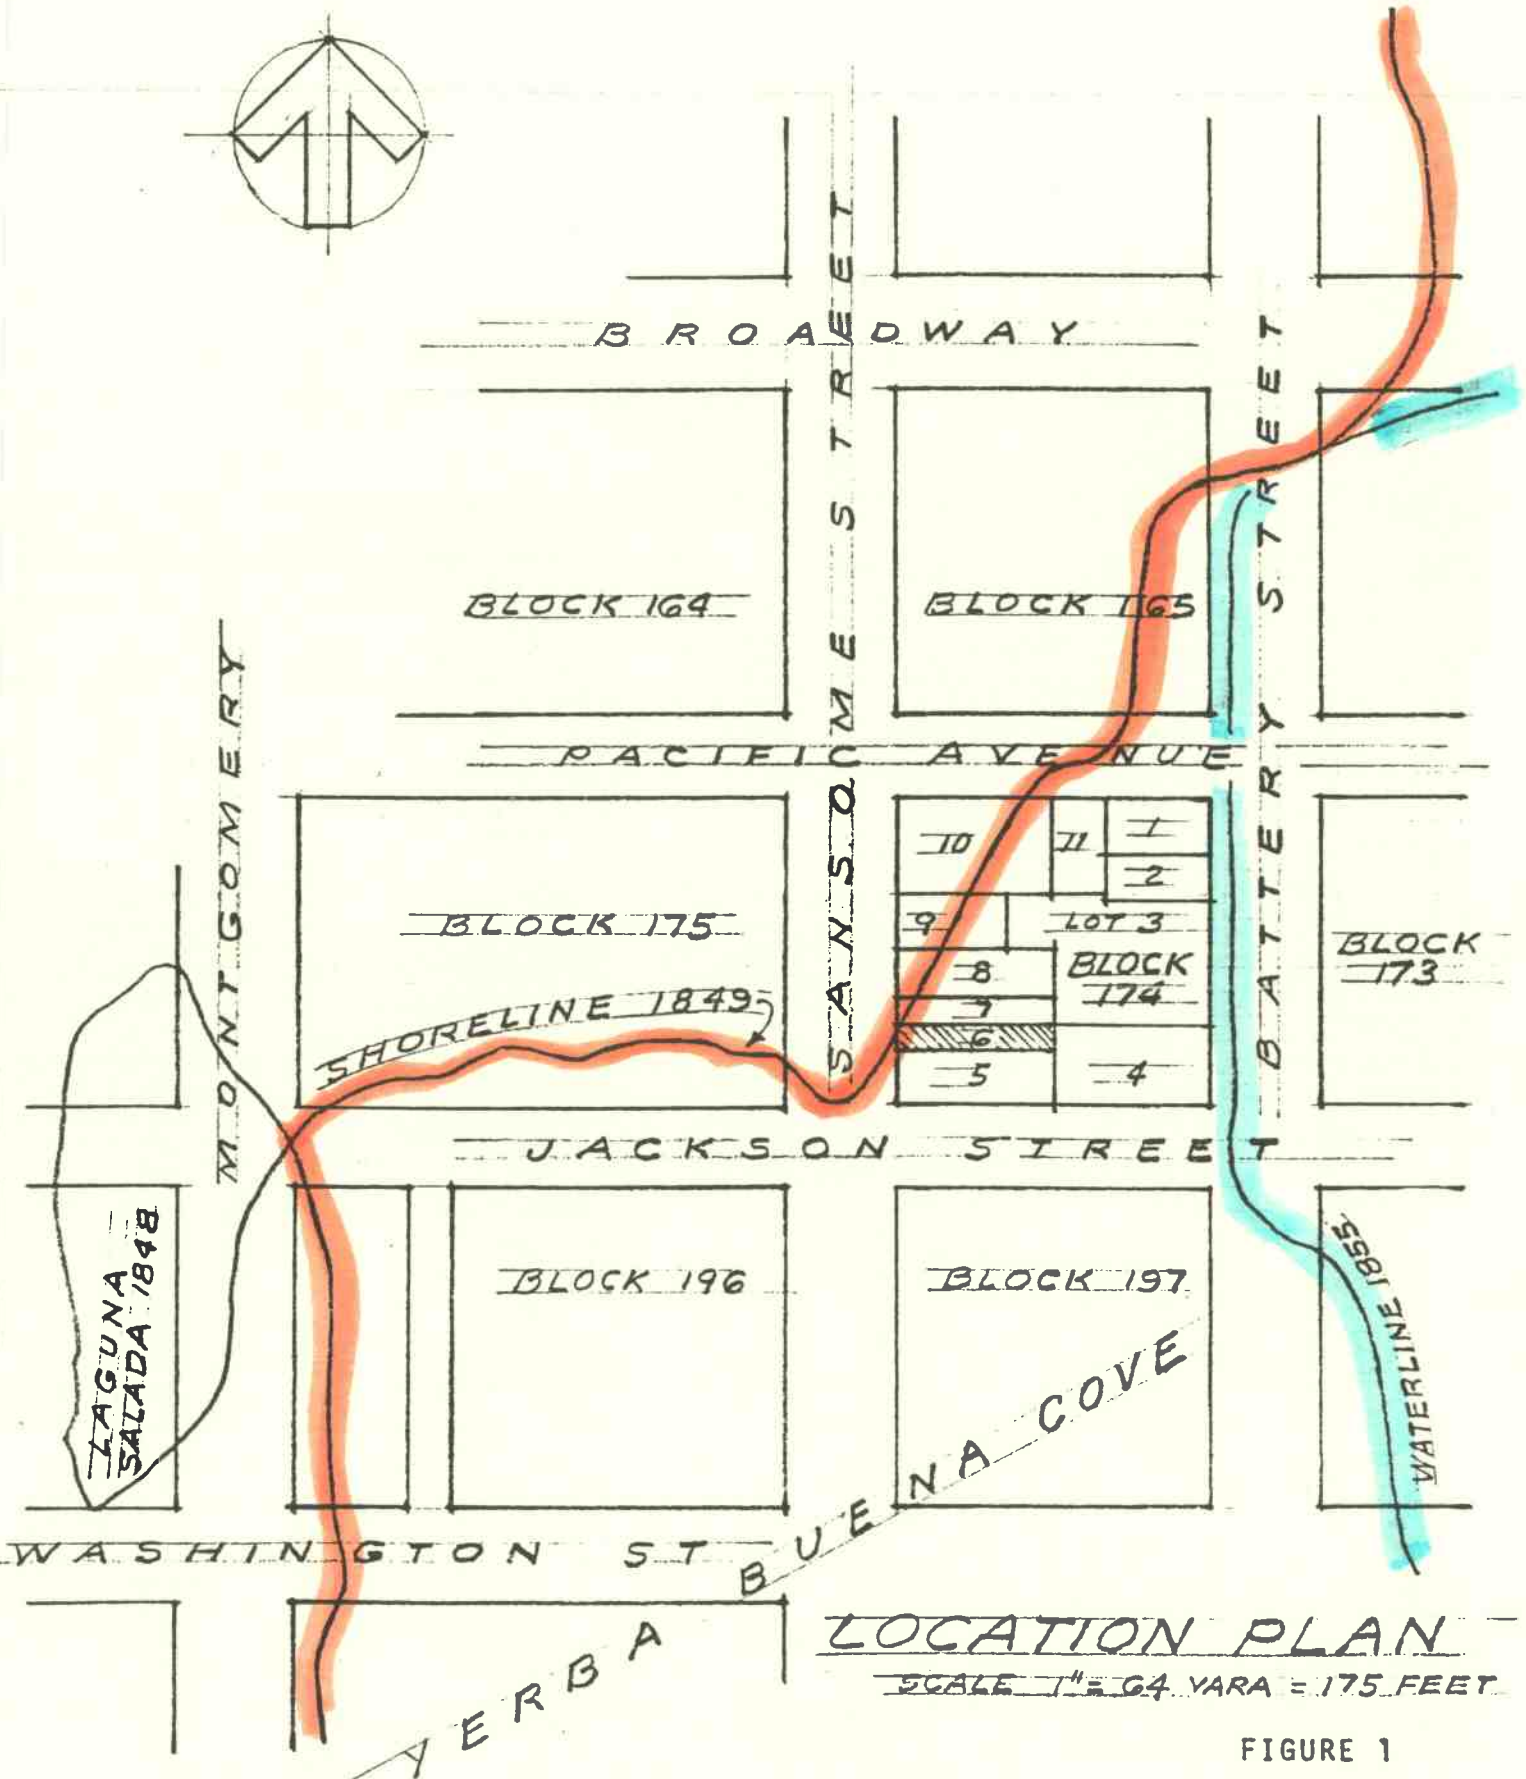 BROADWAY
SANSOME STREET
BATTERY STREET
BLOCK 164
BLOCK 165
MONTGOMERY
PACIFIC AVENUE
10
11
1
2
BLOCK 175
9
LOT 3
8
BLOCK
174
BLOCK
173
7
SHORELINE 1849
6
5
4
JACKSON STREET
LAGUNA
SALADA 1848
BLOCK 196
BLOCK 197
WATERLINE 1855
WASHINGTON ST
YERBA BUENA COVE
LOCATION PLAN
SCALE 1" = 64 VARA = 175 FEET
FIGURE 1